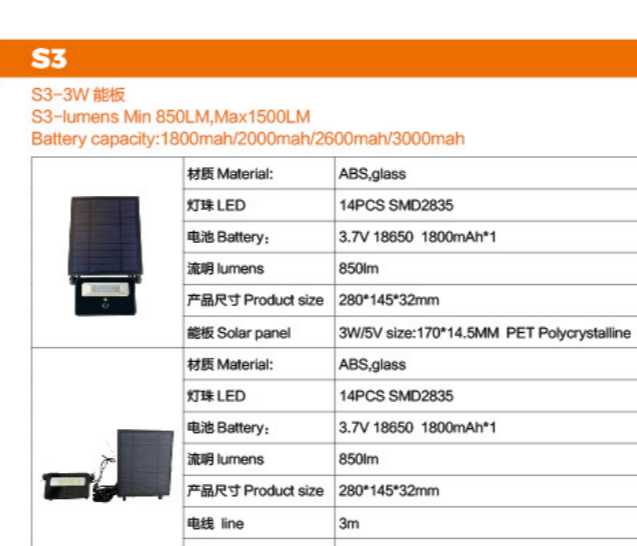 S3
S3-3W 能板
S3-lumens Min 850LM,Max1500LM
Battery capacity:1800mah/2000mah/2600mah/3000mah
材质 Material: ABS,glass
灯珠 LED 14PCS SMD2835
电池 Battery: 3.7V 18650 1800mAh*1
流明 lumens 850lm
产品尺寸 Product size 280*145*32mm
能板 Solar panel 3W/5V size:170*14.5MM PET Polycrystalline
材质 Material: ABS,glass
灯珠 LED 14PCS SMD2835
电池 Battery: 3.7V 18650 1800mAh*1
流明 lumens 850lm
产品尺寸 Product size 280*145*32mm
电线 line 3m